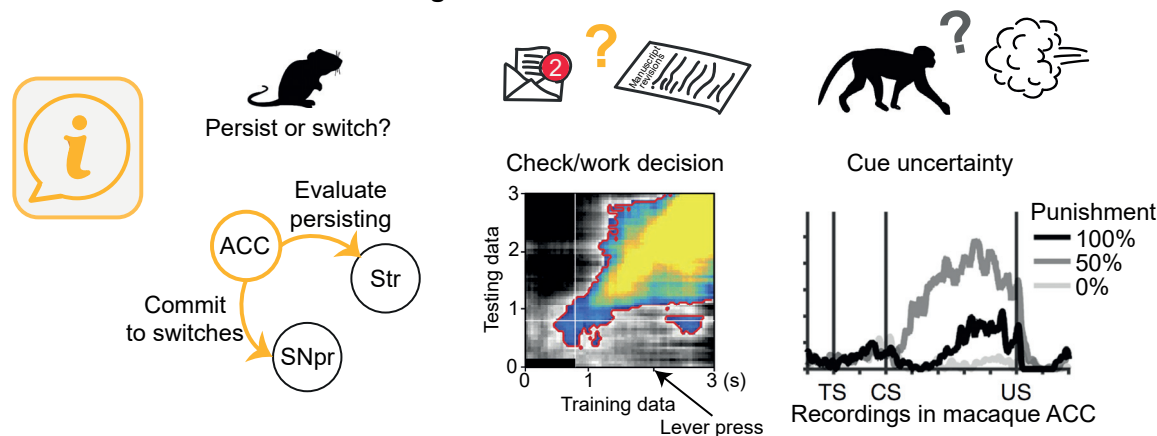 i
Persist or switch?
Evaluate
persisting
ACC
Str
Commit
to switches
SNpr
2
?
Manuscript
revisions
Check/work decision
3
2
1
0
Testing data
0
1
3 (s)
Training data
Lever press
?
Cue uncertainty
Punishment
100%
50%
0%
TS
CS
US
Recordings in macaque ACC